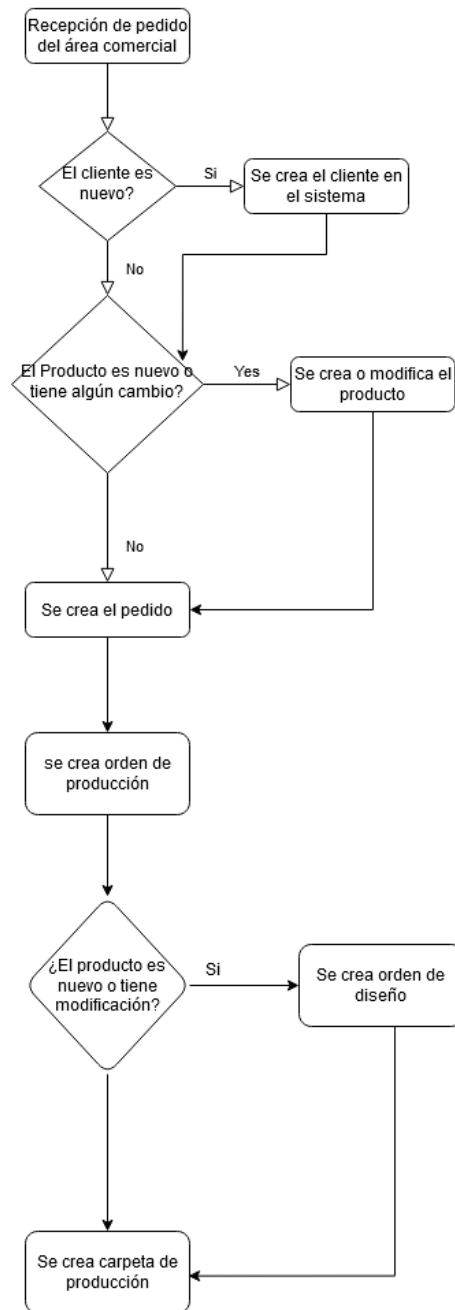 Recepción de pedido
del área comercial
El cliente es
nuevo?
Si
Se crea el cliente en
el sistema
No
El Producto es nuevo o
tiene algún cambio?
Yes
Se crea o modifica el
producto
No
Se crea el pedido
se crea orden de
producción
¿El producto es
nuevo o tiene
modificación?
Si
Se crea orden de
diseño
Se crea carpeta de
producción